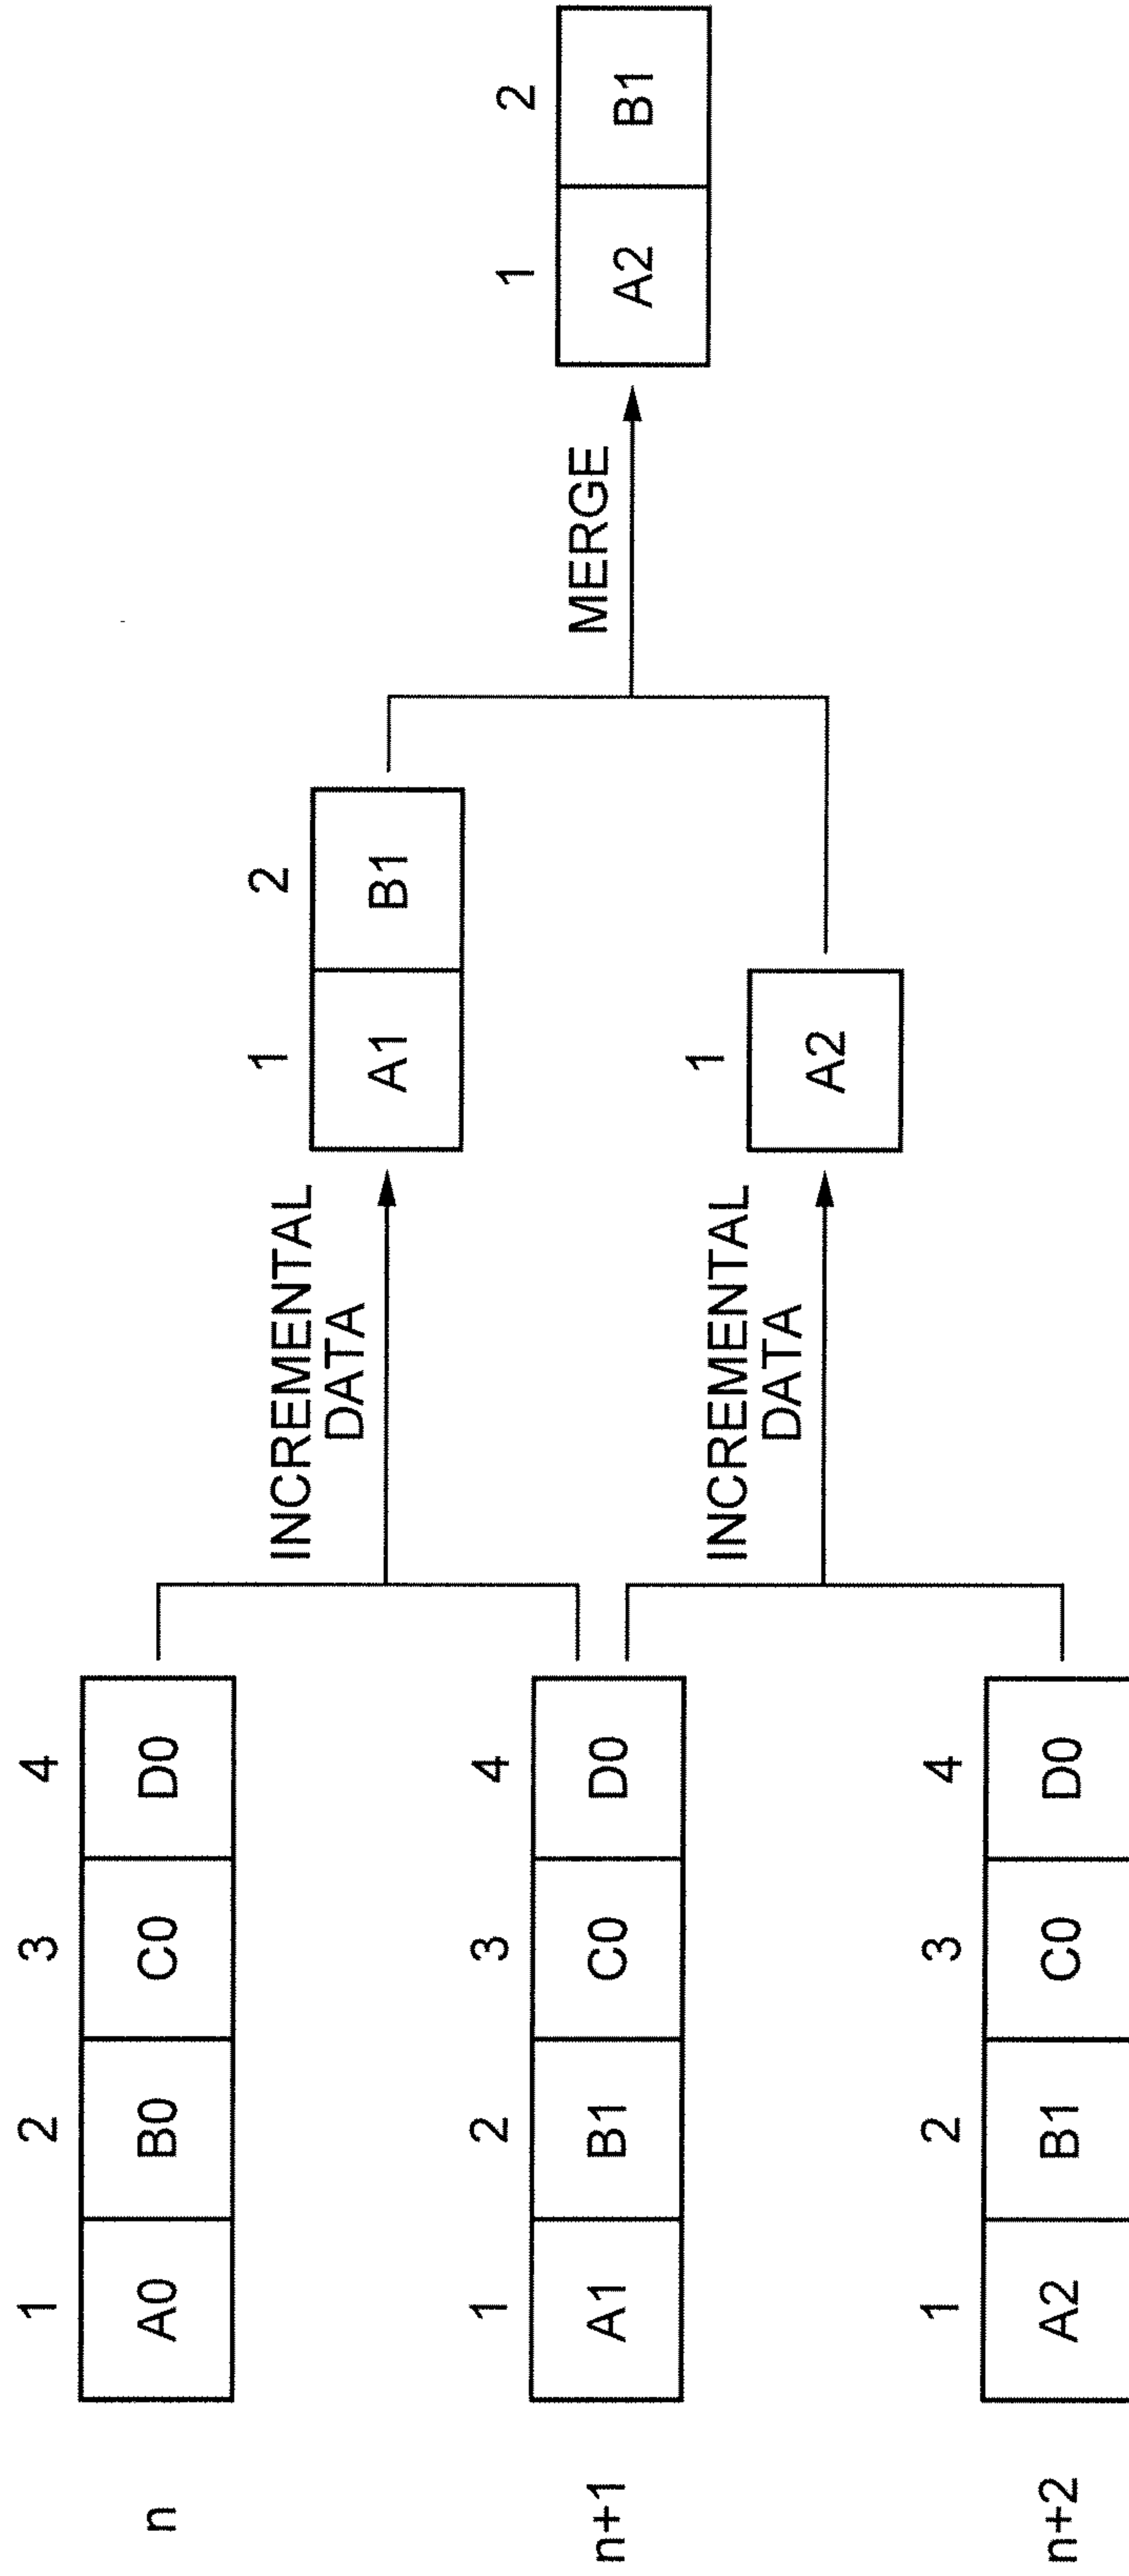 1 2 3 4
n A0 B0 C0 D0
INCREMENTAL
DATA
1 2
A1 B1
1 2 3 4
n+1 A1 B1 C0 D0
MERGE
1 2
A2 B1
INCREMENTAL
DATA
1
A2
1 2 3 4
n+2 A2 B1 C0 D0